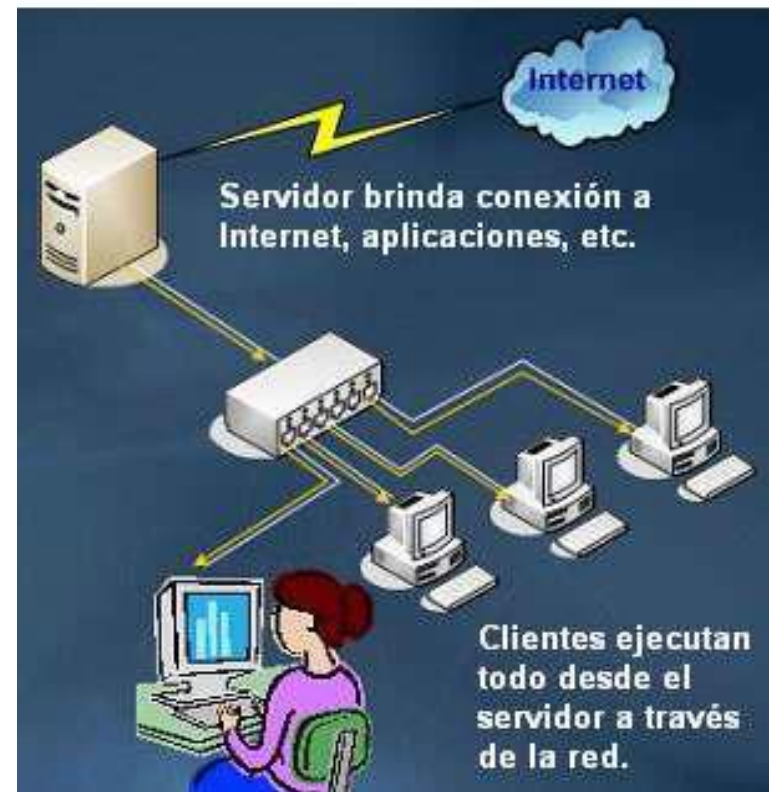 Internet
Servidor brinda conexión a
Internet, aplicaciones, etc.
Clientes ejecutan
todo desde el
servidor a través
de la red.